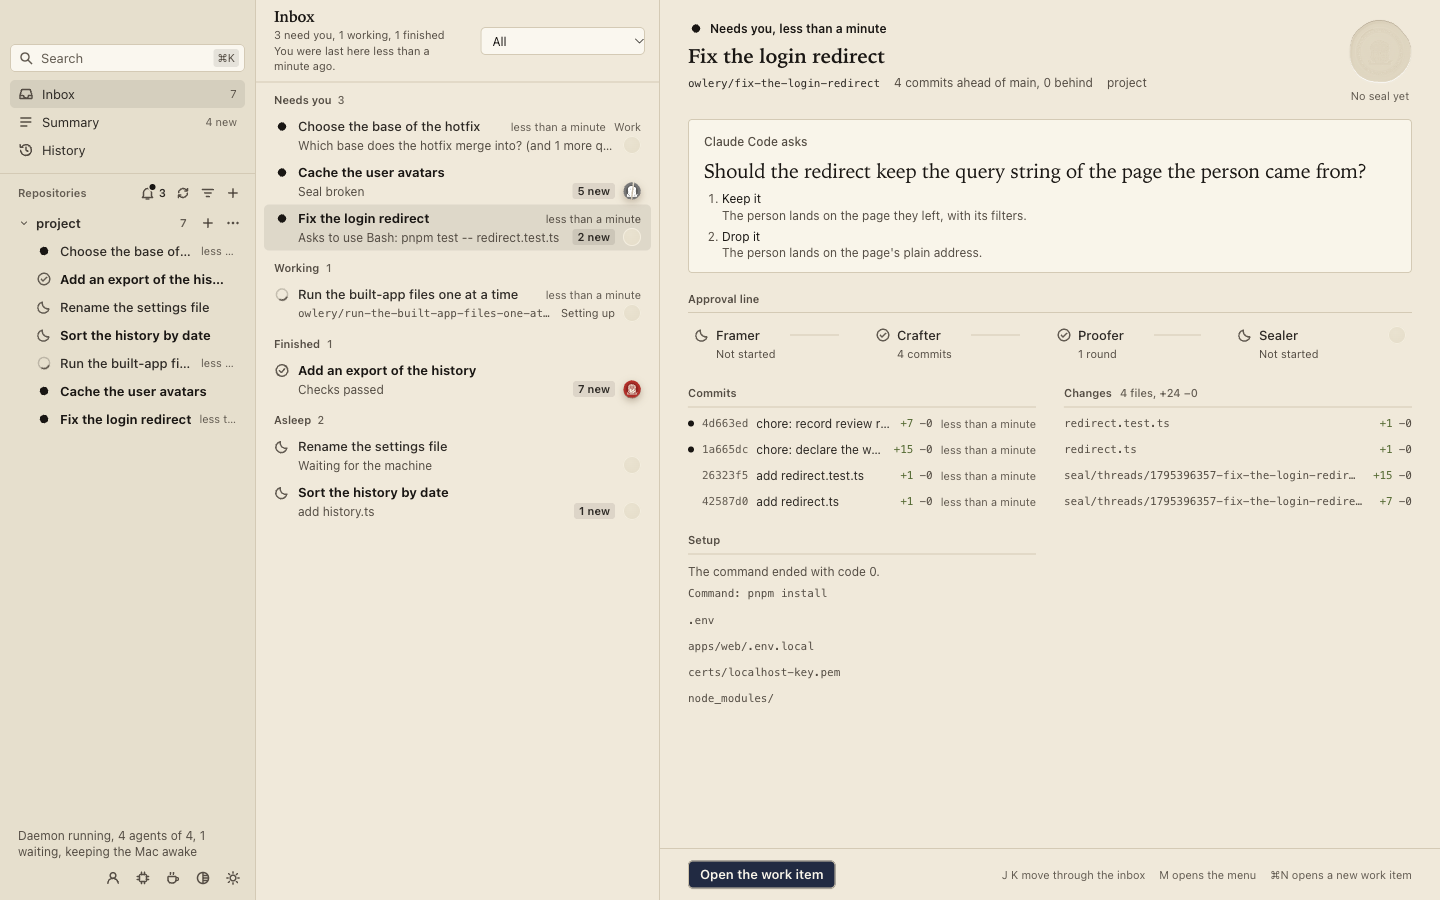 Search ⌘K
Inbox 7
Summary 4 new
History
Repositories 3
project 7
Choose the base of... less ...
Add an export of the his...
Rename the settings file
Sort the history by date
Run the built-app fi... less ...
Cache the user avatars
Fix the login redirect less t...
Daemon running, 4 agents of 4, 1
waiting, keeping the Mac awake
Inbox
3 need you, 1 working, 1 finished
You were last here less than a
minute ago.
All
Needs you 3
Choose the base of the hotfix less than a minute Work
Which base does the hotfix merge into? (and 1 more q...
Cache the user avatars
Seal broken 5 new
Fix the login redirect less than a minute
Asks to use Bash: pnpm test -- redirect.test.ts 2 new
Working 1
Run the built-app files one at a time less than a minute
owlery/run-the-built-app-files-one-at... Setting up
Finished 1
Add an export of the history
Checks passed 7 new
Asleep 2
Rename the settings file
Waiting for the machine
Sort the history by date
add history.ts 1 new
Needs you, less than a minute
Fix the login redirect
owlery/fix-the-login-redirect 4 commits ahead of main, 0 behind project
No seal yet
Claude Code asks
Should the redirect keep the query string of the page the person came from?
1. Keep it
The person lands on the page they left, with its filters.
2. Drop it
The person lands on the page's plain address.
Approval line
Framer Crafter Proofer Sealer
Not started 4 commits 1 round Not started
Commits
4d663ed chore: record review r... +7 −0 less than a minute
1a665dc chore: declare the w... +15 −0 less than a minute
26323f5 add redirect.test.ts +1 −0 less than a minute
42587d0 add redirect.ts +1 −0 less than a minute
Changes 4 files, +24 −0
redirect.test.ts +1 −0
redirect.ts +1 −0
seal/threads/1795396357-fix-the-login-redir... +15 −0
seal/threads/1795396357-fix-the-login-redire... +7 −0
Setup
The command ended with code 0.
Command: pnpm install
.env
apps/web/.env.local
certs/localhost-key.pem
node_modules/
Open the work item
J K move through the inbox M opens the menu ⌘N opens a new work item